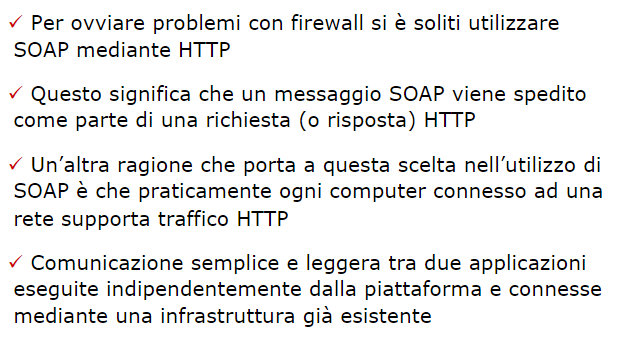 ✓ Per ovviare problemi con firewall si è soliti utilizzare
SOAP mediante HTTP
✓ Questo significa che un messaggio SOAP viene spedito
come parte di una richiesta (o risposta) HTTP
✓ Un’altra ragione che porta a questa scelta nell’utilizzo di
SOAP è che praticamente ogni computer connesso ad una
rete supporta traffico HTTP
✓ Comunicazione semplice e leggera tra due applicazioni
eseguite indipendentemente dalla piattaforma e connesse
mediante una infrastruttura già esistente